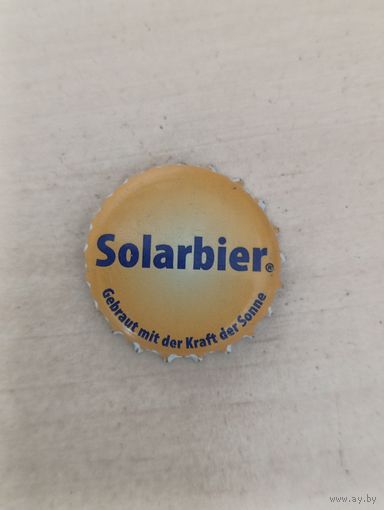 Solarbier®
Gebraut mit der Kraft der Sonne
www.ay.by